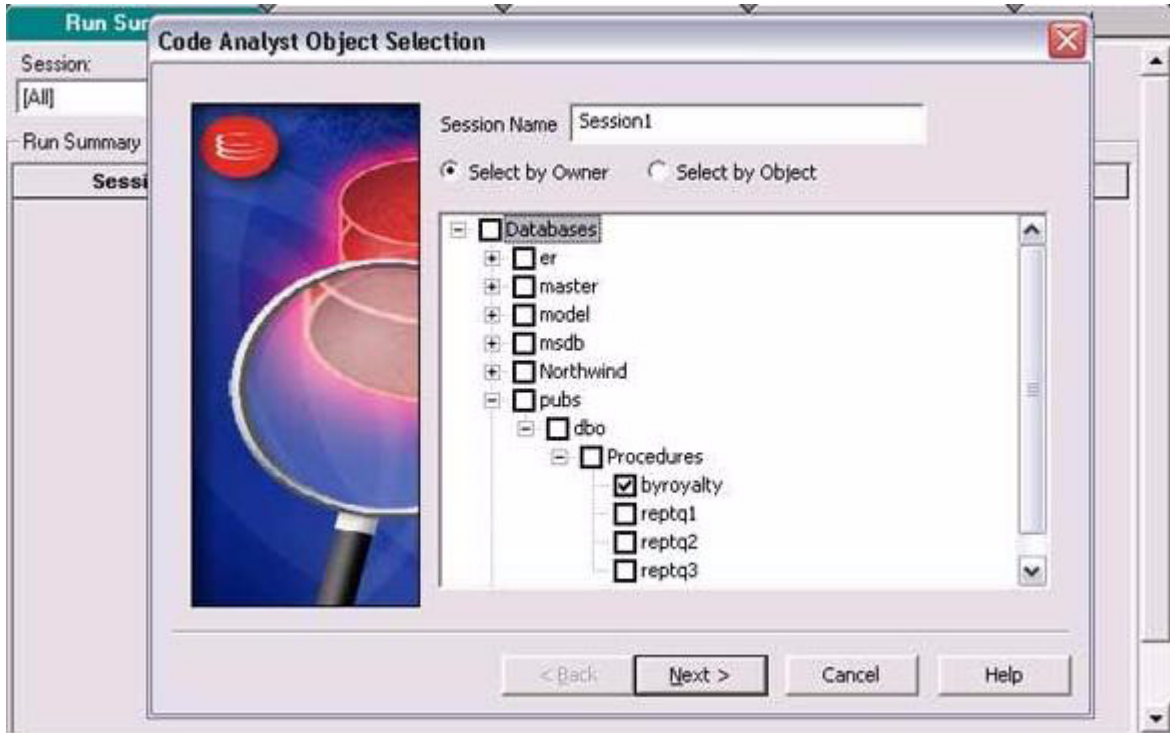 Run Sur
Code Analyst Object Selection
Session:
[All]
Session Name Session1
Run Summary
Select by Owner Select by Object
Sessi
Databases
er
master
model
msdb
Northwind
pubs
dbo
Procedures
byroyalty
reptq1
reptq2
reptq3
< Back Next > Cancel Help